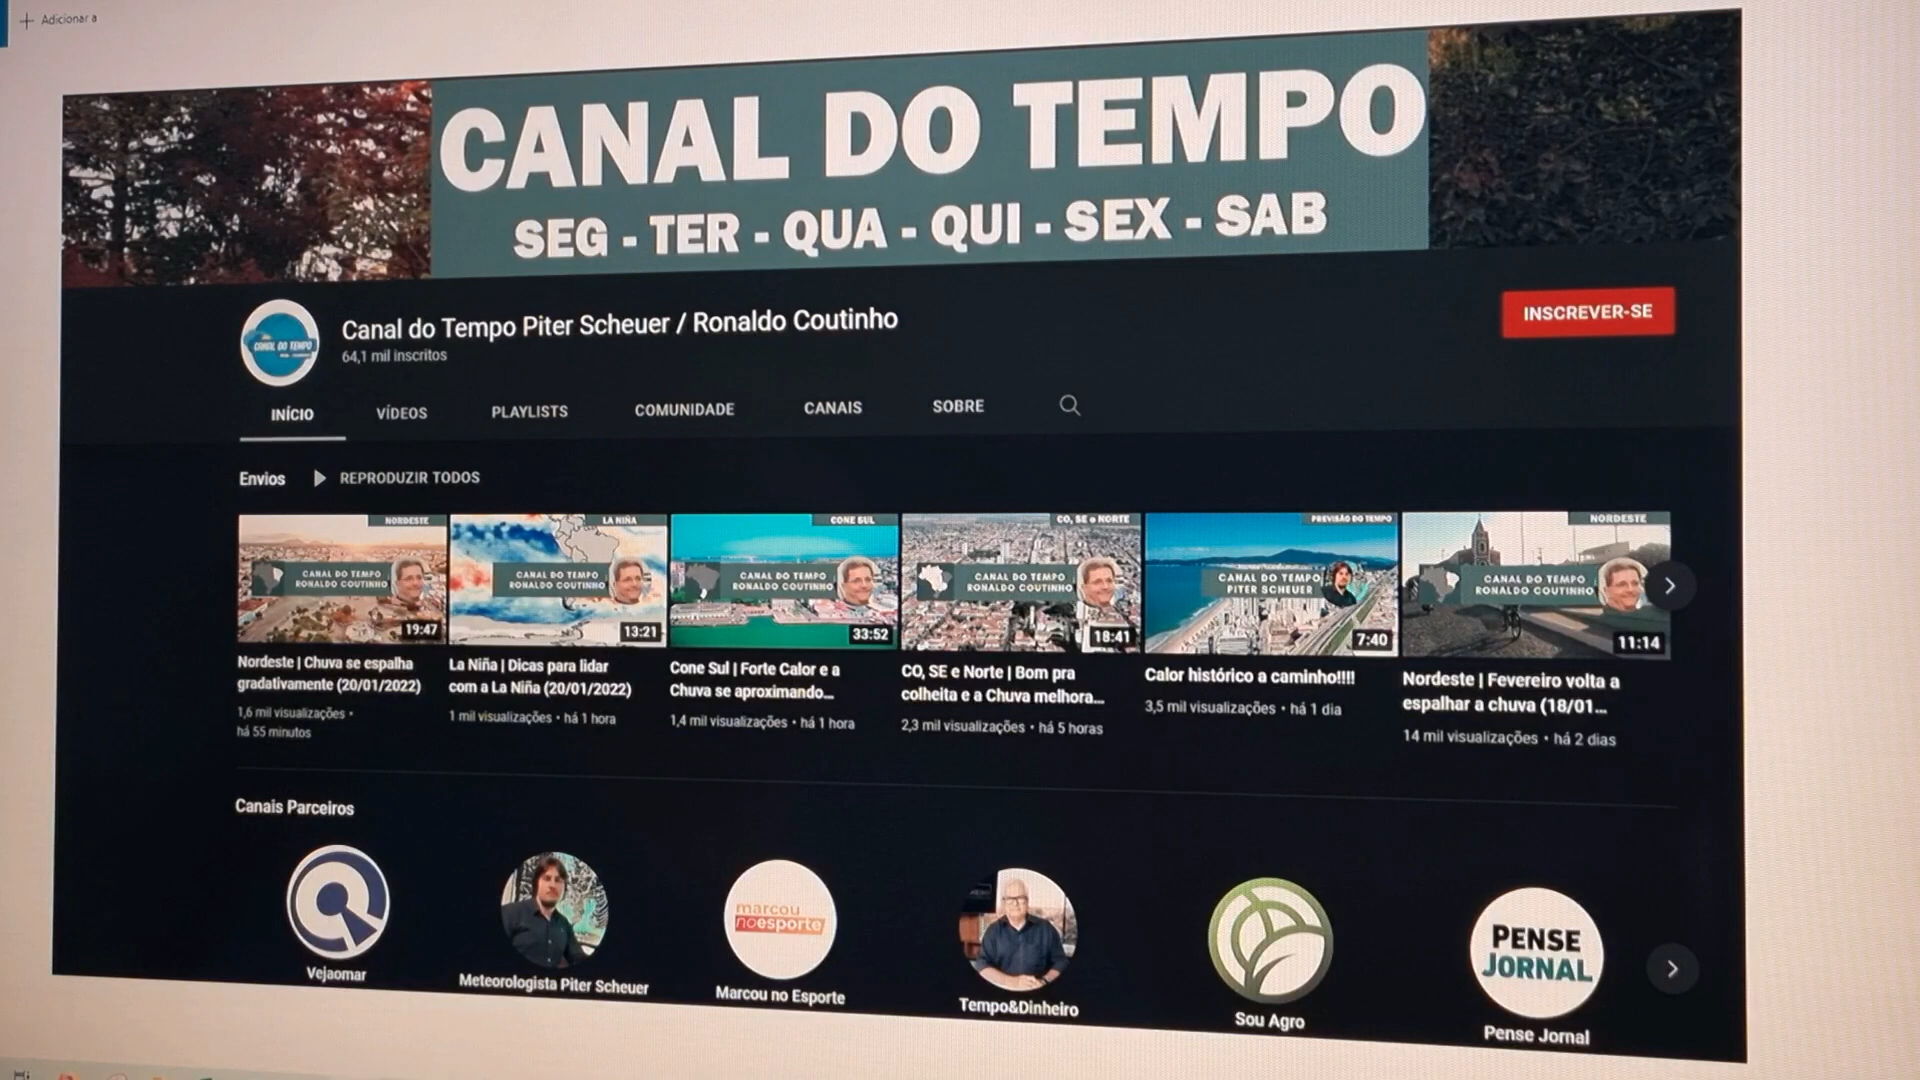 Adicionar a
CANAL DO TEMPO
SEG - TER - QUA - QUI - SEX - SAB
CANAL DO TEMPO
Canal do Tempo Piter Scheuer / Ronaldo Coutinho
64,1 mil inscritos
INSCREVER-SE
INÍCIO VÍDEOS PLAYLISTS COMUNIDADE CANAIS SOBRE
Envios REPRODUZIR TODOS
NORDESTE
CANAL DO TEMPO
RONALDO COUTINHO
19:47
Nordeste | Chuva se espalha
gradativamente (20/01/2022)
1,6 mil visualizações •
há 55 minutos
LA NIÑA
CANAL DO TEMPO
RONALDO COUTINHO
13:21
La Niña | Dicas para lidar
com a La Niña (20/01/2022)
1 mil visualizações • há 1 hora
CONE SUL
CANAL DO TEMPO
RONALDO COUTINHO
33:52
Cone Sul | Forte Calor e a
Chuva se aproximando...
1,4 mil visualizações • há 1 hora
CO, SE e NORTE
CANAL DO TEMPO
RONALDO COUTINHO
18:41
CO, SE e Norte | Bom pra
colheita e a Chuva melhora...
2,3 mil visualizações • há 5 horas
PREVISÃO DO TEMPO
CANAL DO TEMPO
PITER SCHEUER
7:40
Calor histórico a caminho!!!!
3,5 mil visualizações • há 1 dia
NORDESTE
CANAL DO TEMPO
RONALDO COUTINHO
11:14
Nordeste | Fevereiro volta a
espalhar a chuva (18/01...
14 mil visualizações • há 2 dias
Canais Parceiros
Vejaomar
Meteorologista Piter Scheuer
marcou
noesporte
Marcou no Esporte
Tempo&Dinheiro
Sou Agro
PENSE
JORNAL
Pense Jornal